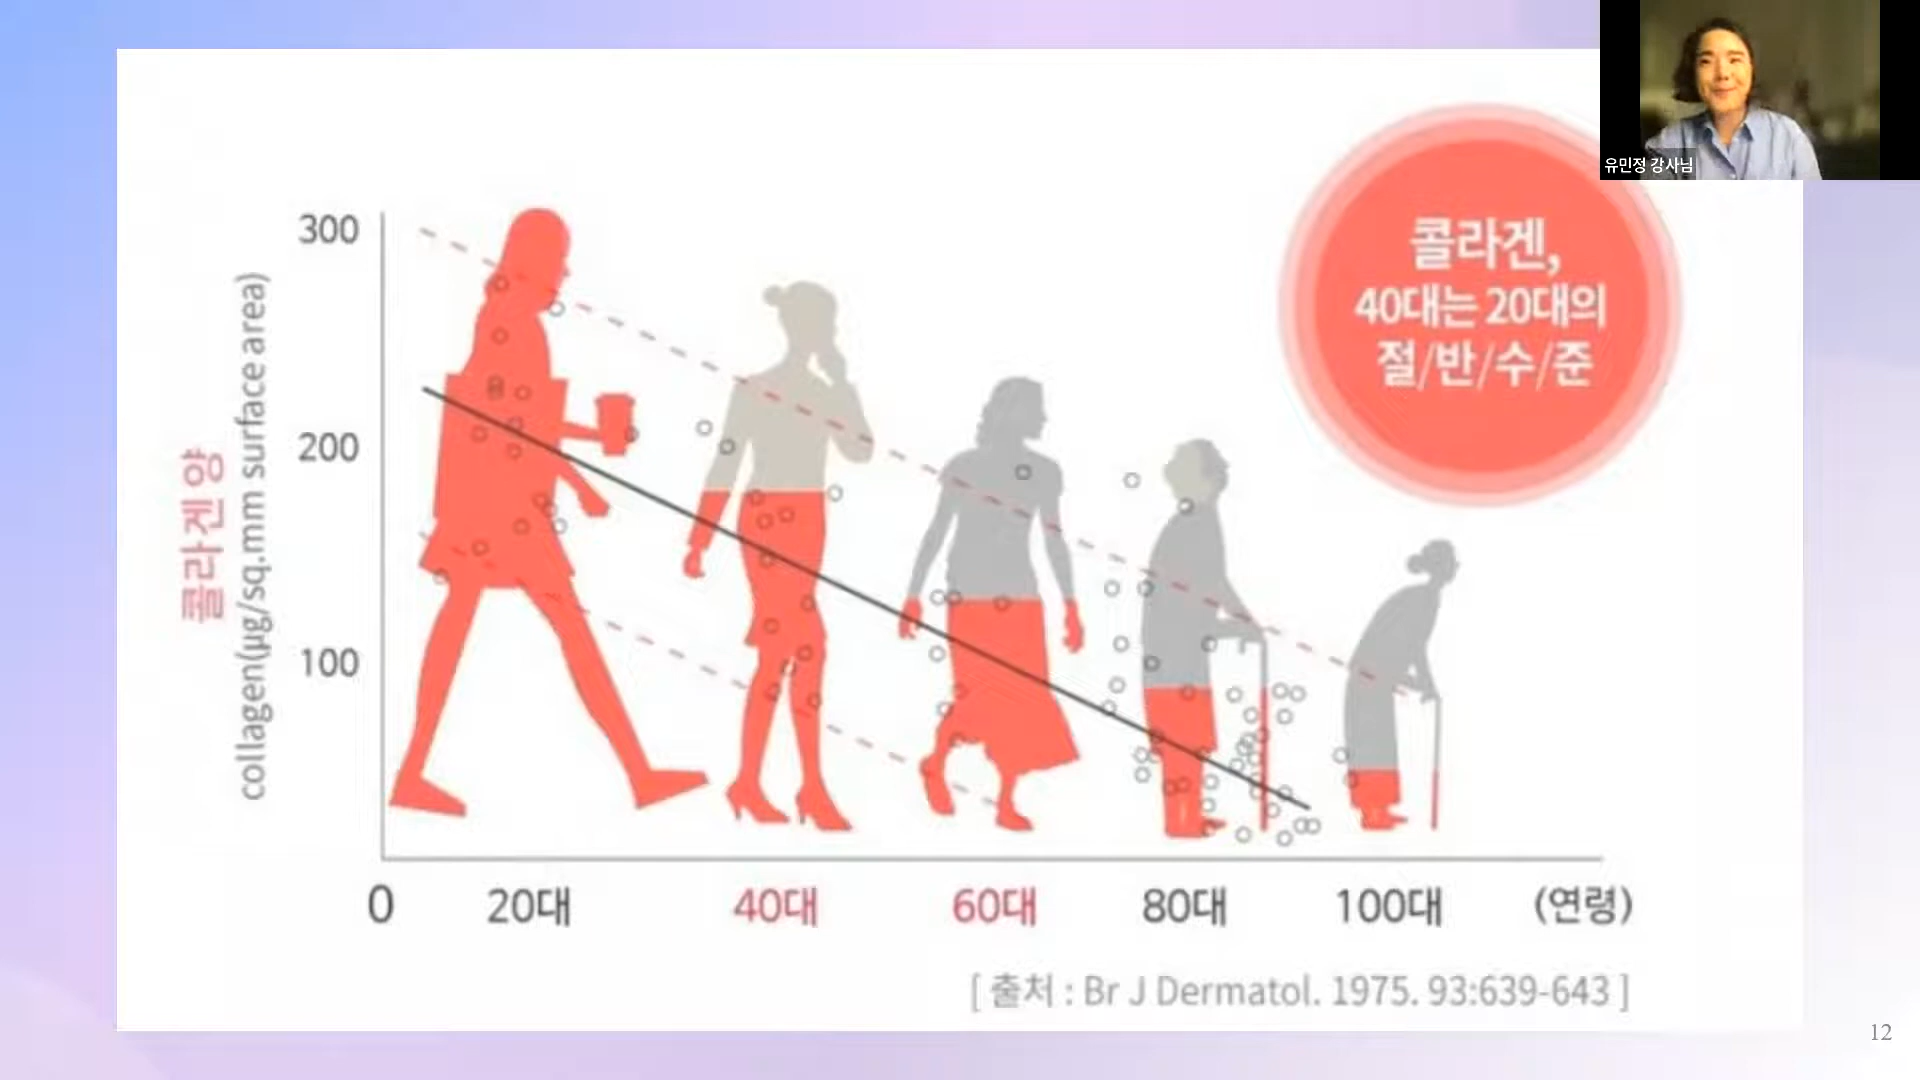 유민정 강사님
콜라겐,
40대는 20대의
절/반/수/준
콜라겐 양
collagen(µg/sq.mm surface area)
300
200
100
0 20대 40대 60대 80대 100대 (연령)
[ 출처 : Br J Dermatol. 1975. 93:639-643 ]
12